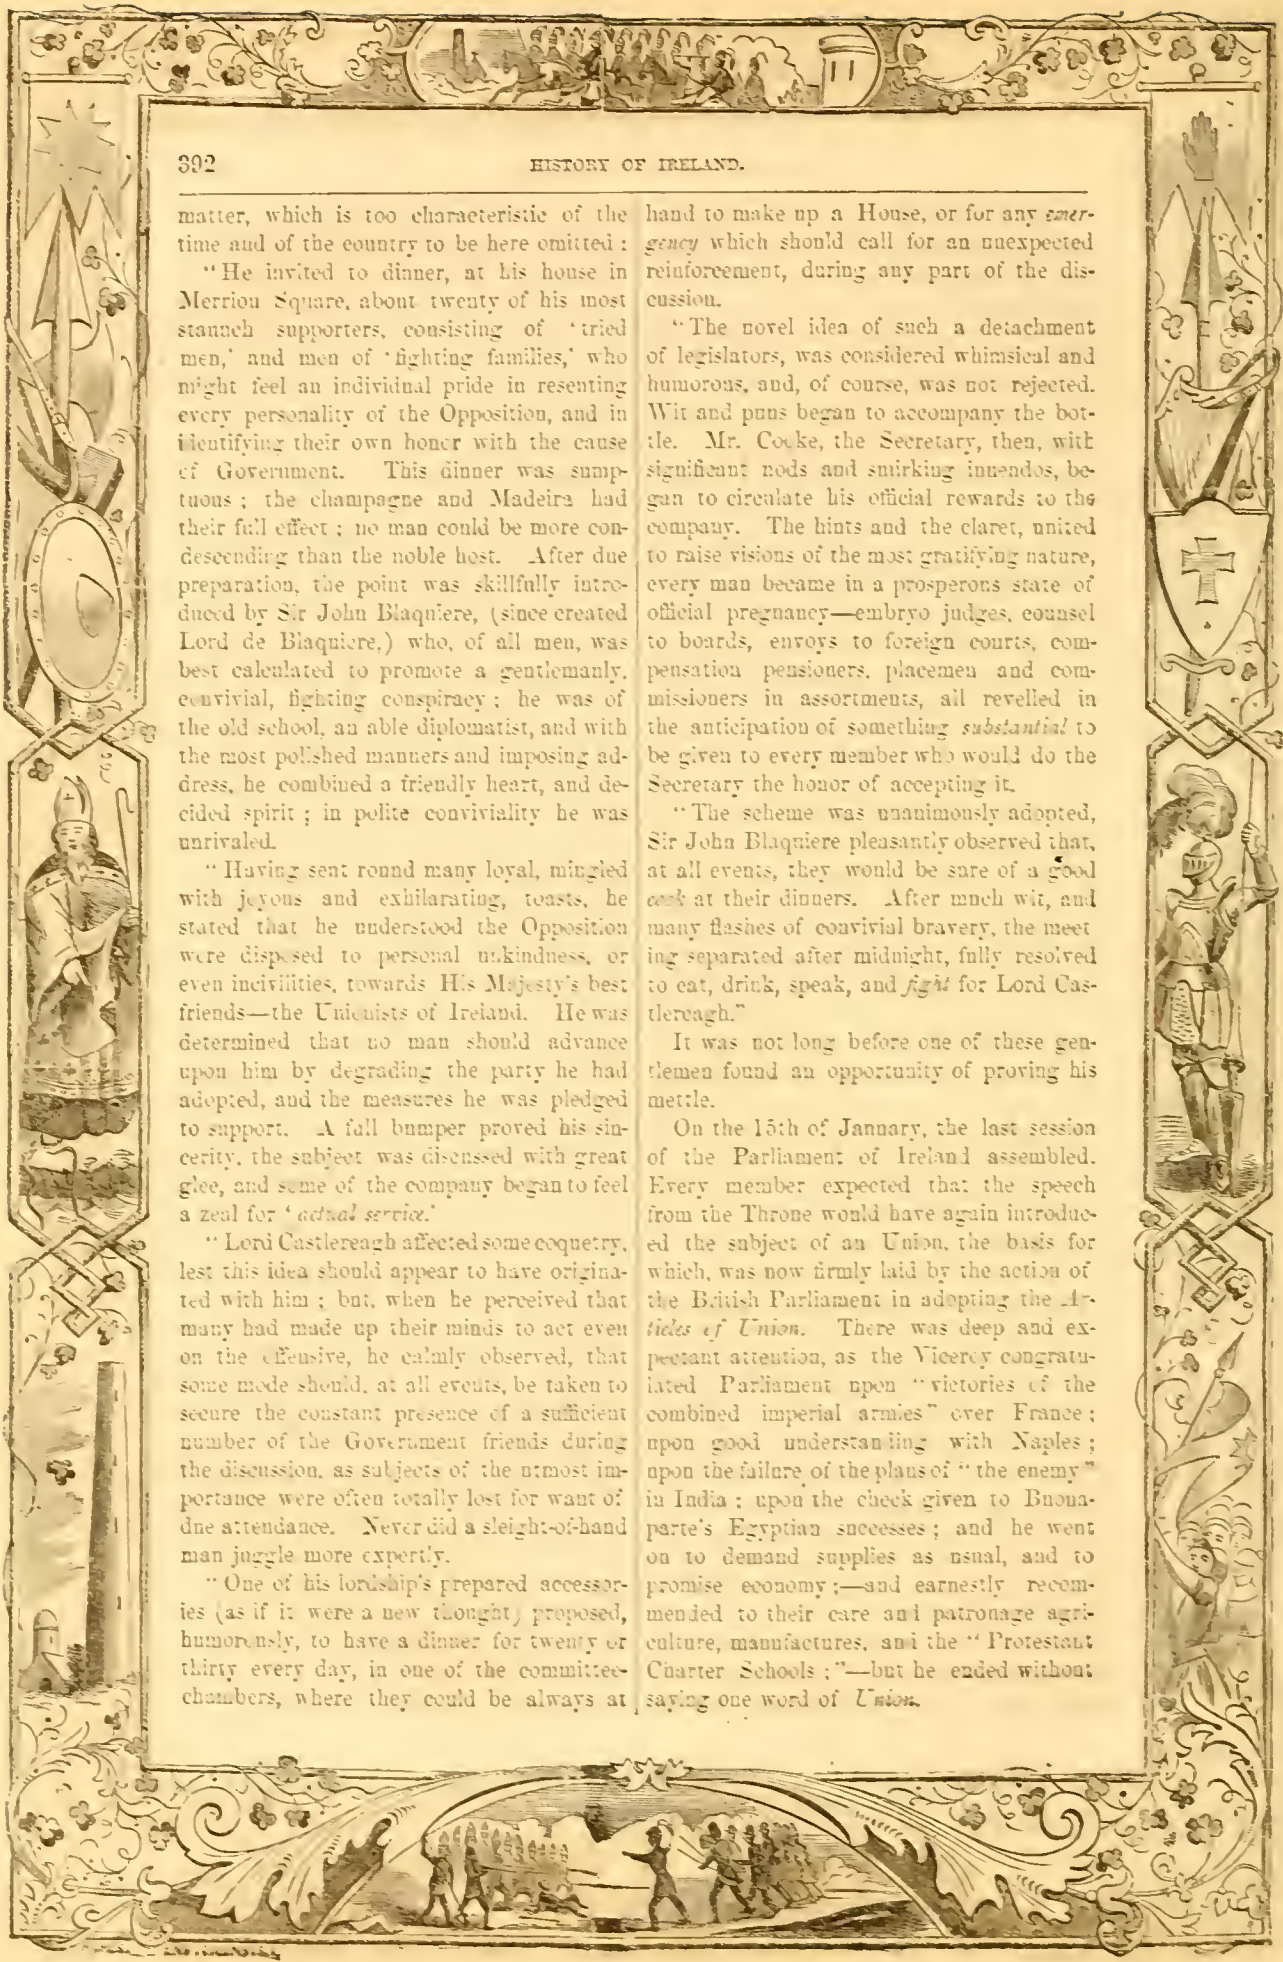 392
HISTORY OF IRELAND.
matter, which is too characteristic of the
time and of the country to be here omitted :
"He invited to dinner, at his house in
Merrion Square, about twenty of his most
staunch supporters, consisting of 'tried
men,' and men of 'fighting families,' who
might feel an individual pride in resenting
every personality of the Opposition, and in
identifying their own honor with the cause
of Government. This dinner was sump-
tuous ; the champagne and Madeira had
their full effect ; no man could be more con-
descending than the noble host. After due
preparation, the point was skillfully intro-
duced by Sir John Blaquiere, (since created
Lord de Blaquiere,) who, of all men, was
best calculated to promote a gentlemanly,
convivial, fighting conspiracy ; he was of
the old school, an able diplomatist, and with
the most polished manners and imposing ad-
dress, he combined a friendly heart, and de-
cided spirit ; in polite conviviality he was
unrivaled.
"Having sent round many loyal, mingled
with joyous and exhilarating, toasts, he
stated that he understood the Opposition
were disposed to personal unkindness, or
even incivilities, towards His Majesty's best
friends—the Unionists of Ireland. He was
determined that no man should advance
upon him by degrading the party he had
adopted, and the measures he was pledged
to support. A full bumper proved his sin-
cerity, the subject was discussed with great
glee, and some of the company began to feel
a zeal for 'actual service.'
"Lord Castlereagh affected some coquetry,
lest this idea should appear to have origina-
ted with him ; but, when he perceived that
many had made up their minds to act even
on the offensive, he calmly observed, that
some mode should, at all events, be taken to
secure the constant presence of a sufficient
number of the Government friends during
the discussion, as subjects of the utmost im-
portance were often totally lost for want of
due attendance. Never did a sleight-of-hand
man juggle more expertly.
"One of his lordship's prepared accessor-
ies (as if it were a new thought) proposed,
humorously, to have a dinner for twenty or
thirty every day, in one of the committee-
chambers, where they could be always at
hand to make up a House, or for any emer-
gency which should call for an unexpected
reinforcement, during any part of the dis-
cussion.
"The novel idea of such a detachment
of legislators, was considered whimsical and
humorous, and, of course, was not rejected.
Wit and puns began to accompany the bot-
tle. Mr. Cooke, the Secretary, then, with
significant nods and smirking innendos, be-
gan to circulate his official rewards to the
company. The hints and the claret, united
to raise visions of the most gratifying nature,
every man became in a prosperous state of
official pregnancy—embryo judges, counsel
to boards, envoys to foreign courts, com-
pensation pensioners, placemen and com-
missioners in assortments, all revelled in
the anticipation of something substantial to
be given to every member who would do the
Secretary the honor of accepting it.
"The scheme was unanimously adopted,
Sir John Blaquiere pleasantly observed that,
at all events, they would be sure of a good
cook at their dinners. After much wit, and
many flashes of convivial bravery, the meet
ing separated after midnight, fully resolved
to eat, drink, speak, and fight for Lord Cas-
tlereagh."
It was not long before one of these gen-
tlemen found an opportunity of proving his
mettle.
On the 15th of January, the last session
of the Parliament of Ireland assembled.
Every member expected that the speech
from the Throne would have again introduc-
ed the subject of an Union, the basis for
which, was now firmly laid by the action of
the British Parliament in adopting the Ar-
ticles of Union. There was deep and ex-
pectant attention, as the Viceroy congratu-
lated Parliament upon "victories of the
combined imperial armies" over France ;
upon good understanding with Naples ;
upon the failure of the plans of "the enemy"
in India ; upon the check given to Buona-
parte's Egyptian successes ; and he went
on to demand supplies as usual, and to
promise economy ;—and earnestly recom-
mended to their care and patronage agri-
culture, manufactures, and the "Protestant
Charter Schools ;"—but he ended without
saying one word of Union.